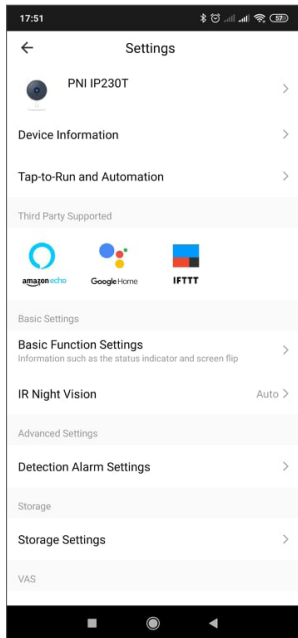 17:51
57
Settings
PNI IP230T
Device Information
Tap-to-Run and Automation
Third Party Supported
amazon echo
Google Home
IFTTT
Basic Settings
Basic Function Settings
Information such as the status indicator and screen flip
IR Night Vision
Auto
Advanced Settings
Detection Alarm Settings
Storage
Storage Settings
VAS